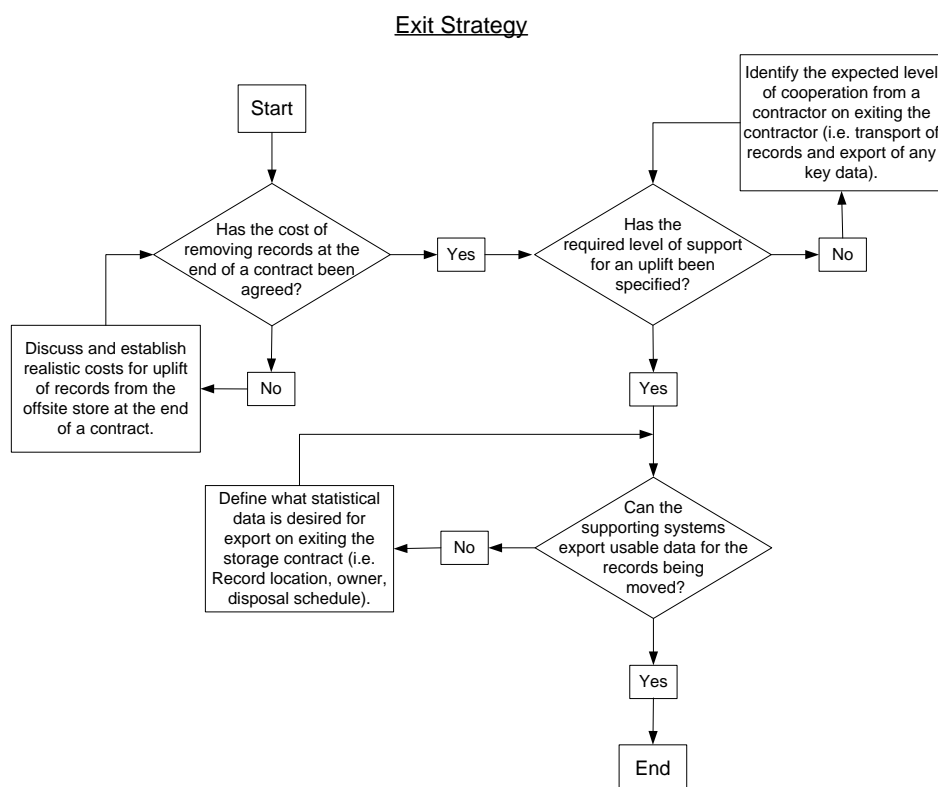 Exit Strategy
Start
Has the cost of
removing records at the
end of a contract been
agreed?
Yes
No
Discuss and establish
realistic costs for uplift
of records from the
offsite store at the end
of a contract.
Has the
required level of support
for an uplift been
specified?
No
Identify the expected level
of cooperation from a
contractor on exiting the
contractor (i.e. transport of
records and export of any
key data).
Yes
Can the
supporting systems
export usable data for the
records being
moved?
No
Define what statistical
data is desired for
export on exiting the
storage contract (i.e.
Record location, owner,
disposal schedule).
Yes
End